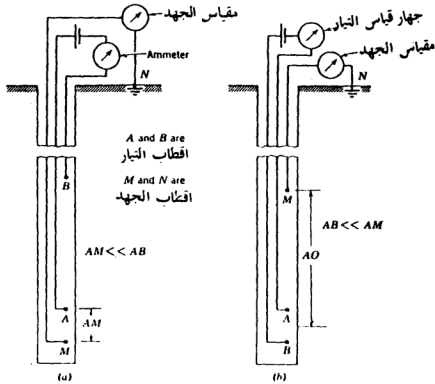 مقياس الجهد
Ammeter
N
A and B are
اقطاب التيار
M and N are
اقطاب الجهد
B
AM << AB
A
AM
M
(a)
جهاز قياس التيار
مقياس الجهد
N
M
AB << AM
AO
A
B
(b)